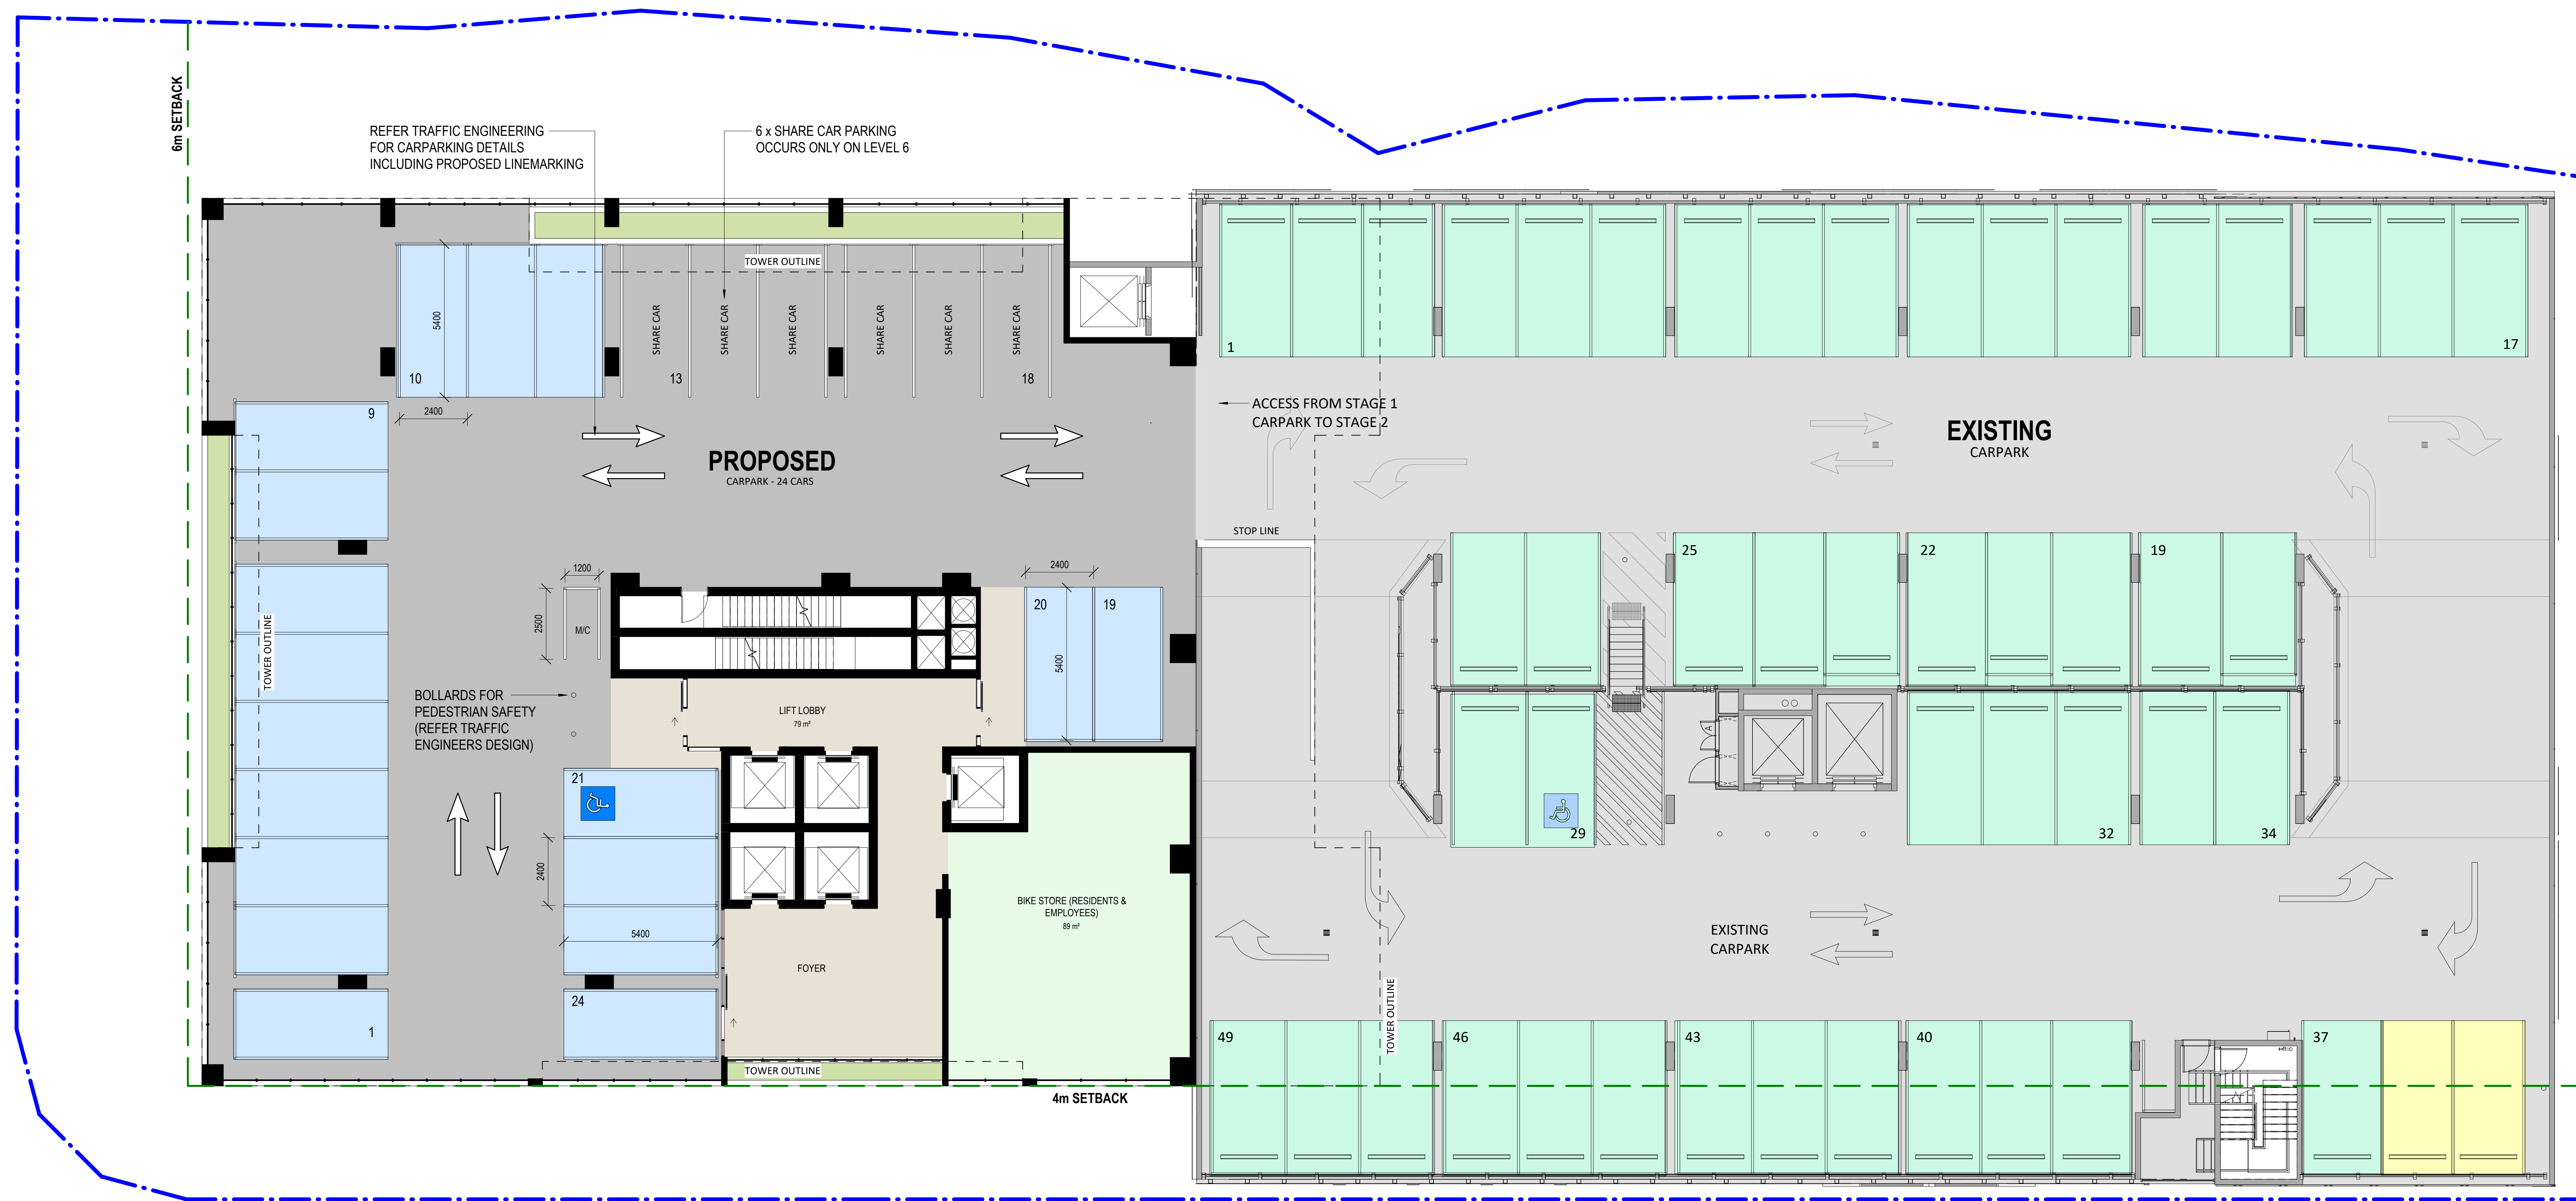 6m SETBACK
REFER TRAFFIC ENGINEERING
FOR CARPARKING DETAILS
INCLUDING PROPOSED LINEMARKING
6 x SHARE CAR PARKING
OCCURS ONLY ON LEVEL 6
TOWER OUTLINE
5400
SHARE CAR
SHARE CAR
SHARE CAR
SHARE CAR
SHARE CAR
SHARE CAR
10
13
18
9
2400
1
17
ACCESS FROM STAGE 1
CARPARK TO STAGE 2
PROPOSED
CARPARK - 24 CARS
EXISTING
CARPARK
STOP LINE
1200
2500
M/C
2400
20
19
5400
25
22
19
TOWER OUTLINE
BOLLARDS FOR
PEDESTRIAN SAFETY
(REFER TRAFFIC
ENGINEERS DESIGN)
LIFT LOBBY
79 m²
21
2400
5400
29
32
34
BIKE STORE (RESIDENTS &
EMPLOYEES)
89 m²
FOYER
EXISTING
CARPARK
TOWER OUTLINE
1
24
49
46
43
40
37
TOWER OUTLINE
4m SETBACK